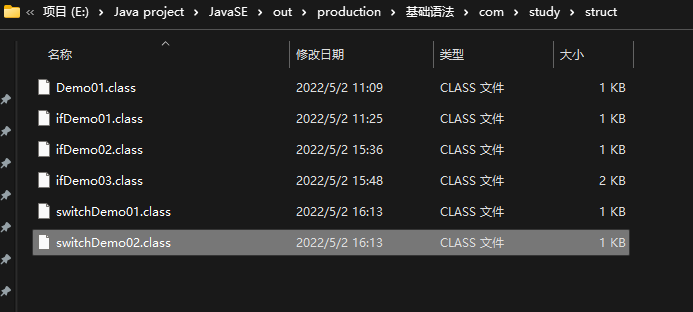 « 项目 (E:) › Java project › JavaSE › out › production › 基础语法 › com › study › struct
名称 修改日期 类型 大小
Demo01.class 2022/5/2 11:09 CLASS 文件 1 KB
ifDemo01.class 2022/5/2 11:25 CLASS 文件 1 KB
ifDemo02.class 2022/5/2 15:36 CLASS 文件 1 KB
ifDemo03.class 2022/5/2 15:48 CLASS 文件 2 KB
switchDemo01.class 2022/5/2 16:13 CLASS 文件 1 KB
switchDemo02.class 2022/5/2 16:13 CLASS 文件 1 KB